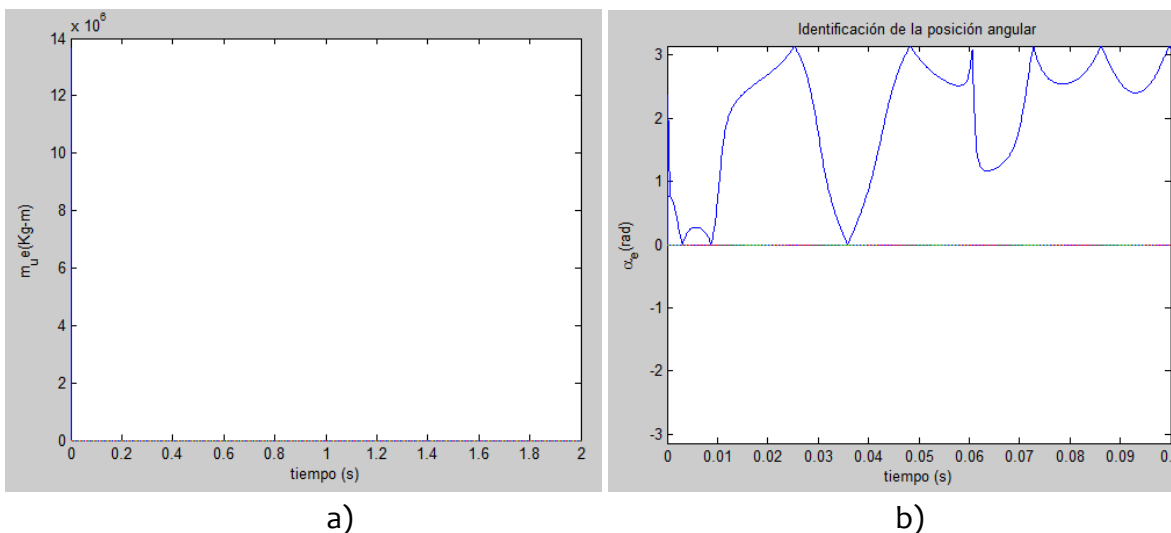 x 10⁶
14
12
10
8
6
4
2
0
m_u e(Kg-m)
0 0.2 0.4 0.6 0.8 1 1.2 1.4 1.6 1.8 2
tiempo (s)
a)
Identificación de la posición angular
3
2
1
0
-1
-2
-3
α_e(rad)
0 0.01 0.02 0.03 0.04 0.05 0.06 0.07 0.08 0.09 0.
tiempo (s)
b)